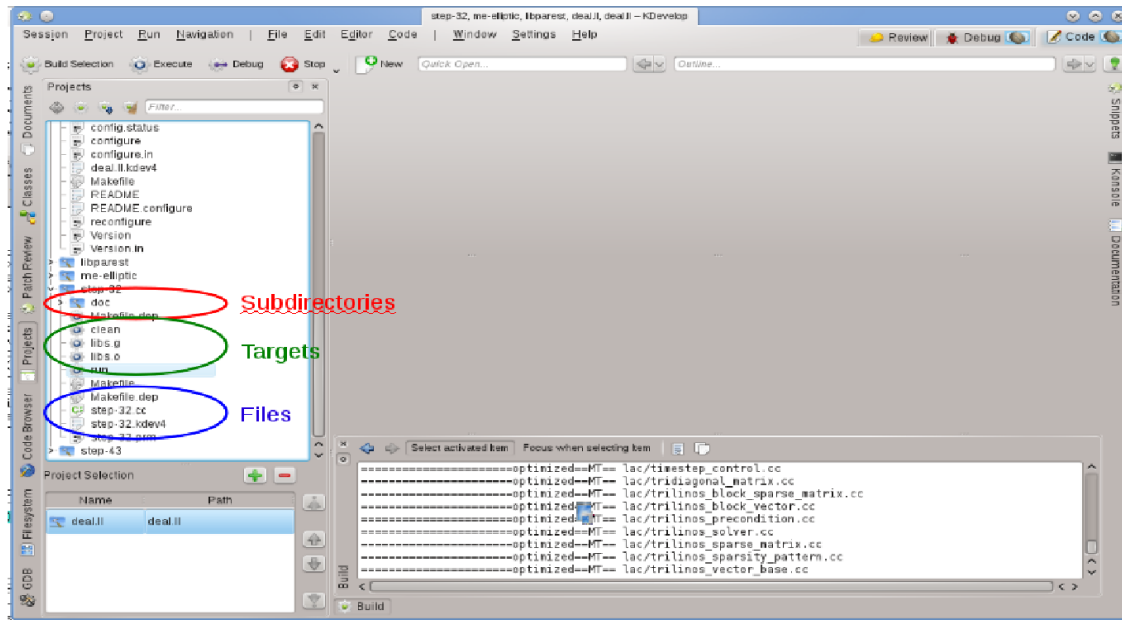 step-32, me-elliptic, libparest, deal.II, deal.II – KDevelop
Session Project Run Navigation | File Edit Editor Code | Window Settings Help
Review Debug Code
Build Selection Execute Debug Stop New Quick Open... Outline...
Projects
Filter...
config.status
configure
configure.in
deal.II.kdev4
Makefile
README
README.configure
reconfigure
Version
Version.in
libparest
me-elliptic
step-32
doc
Makefile.dep
clean
libs.g
libs.o
run
Makefile
Makefile.dep
step-32.cc
step-32.kdev4
step-32.prm
step-43
Subdirectories
Targets
Files
Project Selection
Name Path
deal.II deal.II
Documents
Classes
Patch Review
Projects
Code Browser
Filesystem
GDB
Snippets
Konsole
Documentation
Select activated Item Focus when selecting Item
======================optimized==MT== lac/timestep_control.cc
======================optimized==MT== lac/tridiagonal_matrix.cc
======================optimized==MT== lac/trilinos_block_sparse_matrix.cc
======================optimized==MT== lac/trilinos_block_vector.cc
======================optimized==MT== lac/trilinos_precondition.cc
======================optimized==MT== lac/trilinos_solver.cc
======================optimized==MT== lac/trilinos_sparse_matrix.cc
======================optimized==MT== lac/trilinos_sparsity_pattern.cc
======================optimized==MT== lac/trilinos_vector_base.cc
Build
Build